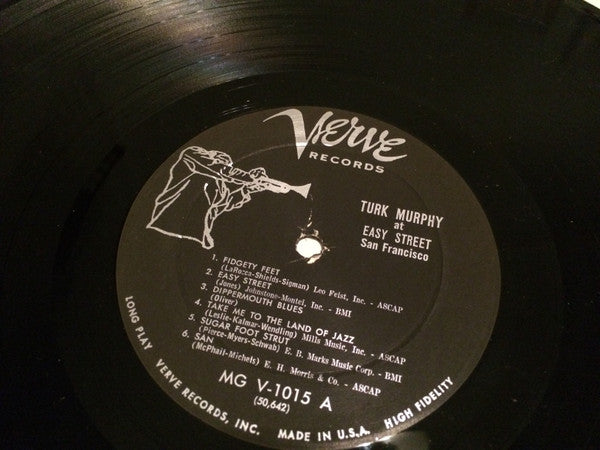 Verve
RECORDS
TURK MURPHY
at
EASY STREET
San Francisco
1. FIDGETY FEET
(LaRocca-Shields-Sigman) Leo Feist, Inc. - ASCAP
2. EASY STREET
(Jones) Johnstone-Montei, Inc. - BMI
3. DIPPERMOUTH BLUES
(Oliver)
4. TAKE ME TO THE LAND OF JAZZ
(Leslie-Kalmar-Wendling) Mills Music, Inc. - ASCAP
5. SUGAR FOOT STRUT
(Pierce-Myers-Schwab) E. B. Marks Music Corp. - BMI
6. SAN
(McPhail-Michels) E. H. Morris & Co. - ASCAP
MG V-1015 A
(50,642)
LONG PLAY VERVE RECORDS, INC. MADE IN U.S.A. HIGH FIDELITY